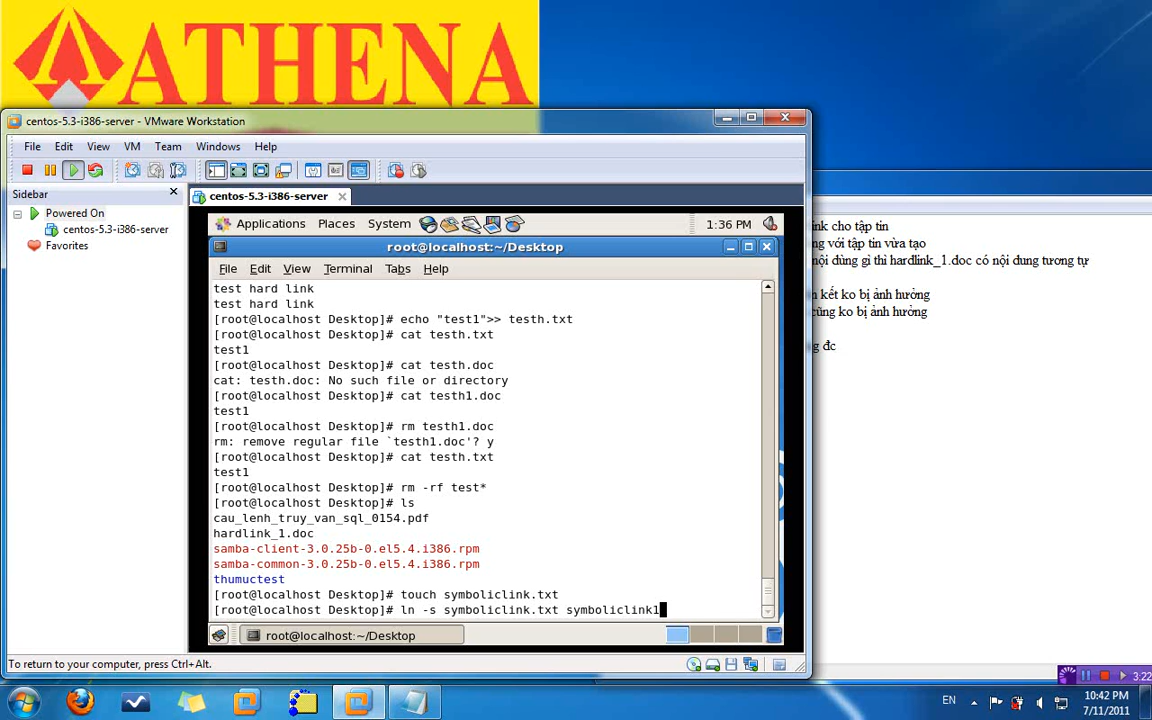 ATHENA
centos-5.3-i386-server - VMware Workstation
File Edit View VM Team Windows Help
Sidebar
Powered On
centos-5.3-i386-server
Favorites
centos-5.3-i386-server
Applications Places System 1:36 PM
root@localhost:~/Desktop
File Edit View Terminal Tabs Help
test hard link
test hard link
[root@localhost Desktop]# echo "test1">> testh.txt
[root@localhost Desktop]# cat testh.txt
test1
[root@localhost Desktop]# cat testh.doc
cat: testh.doc: No such file or directory
[root@localhost Desktop]# cat testh1.doc
test1
[root@localhost Desktop]# rm testh1.doc
rm: remove regular file `testh1.doc'? y
[root@localhost Desktop]# cat testh.txt
test1
[root@localhost Desktop]# rm -rf test*
[root@localhost Desktop]# ls
cau_lenh_truy_van_sql_0154.pdf
hardlink_1.doc
samba-client-3.0.25b-0.el5.4.i386.rpm
samba-common-3.0.25b-0.el5.4.i386.rpm
thumuctest
[root@localhost Desktop]# touch symboliclink.txt
[root@localhost Desktop]# ln -s symboliclink.txt symboliclink1
root@localhost:~/Desktop
To return to your computer, press Ctrl+Alt.
ink cho tập tin
ng với tập tin vừa tạo
nội dùng gì thì hardlink_1.doc có nội dung tương tự
n kết ko bị ảnh hưởng
cũng ko bị ảnh hưởng
g đc
3:22
EN
10:42 PM
7/11/2011